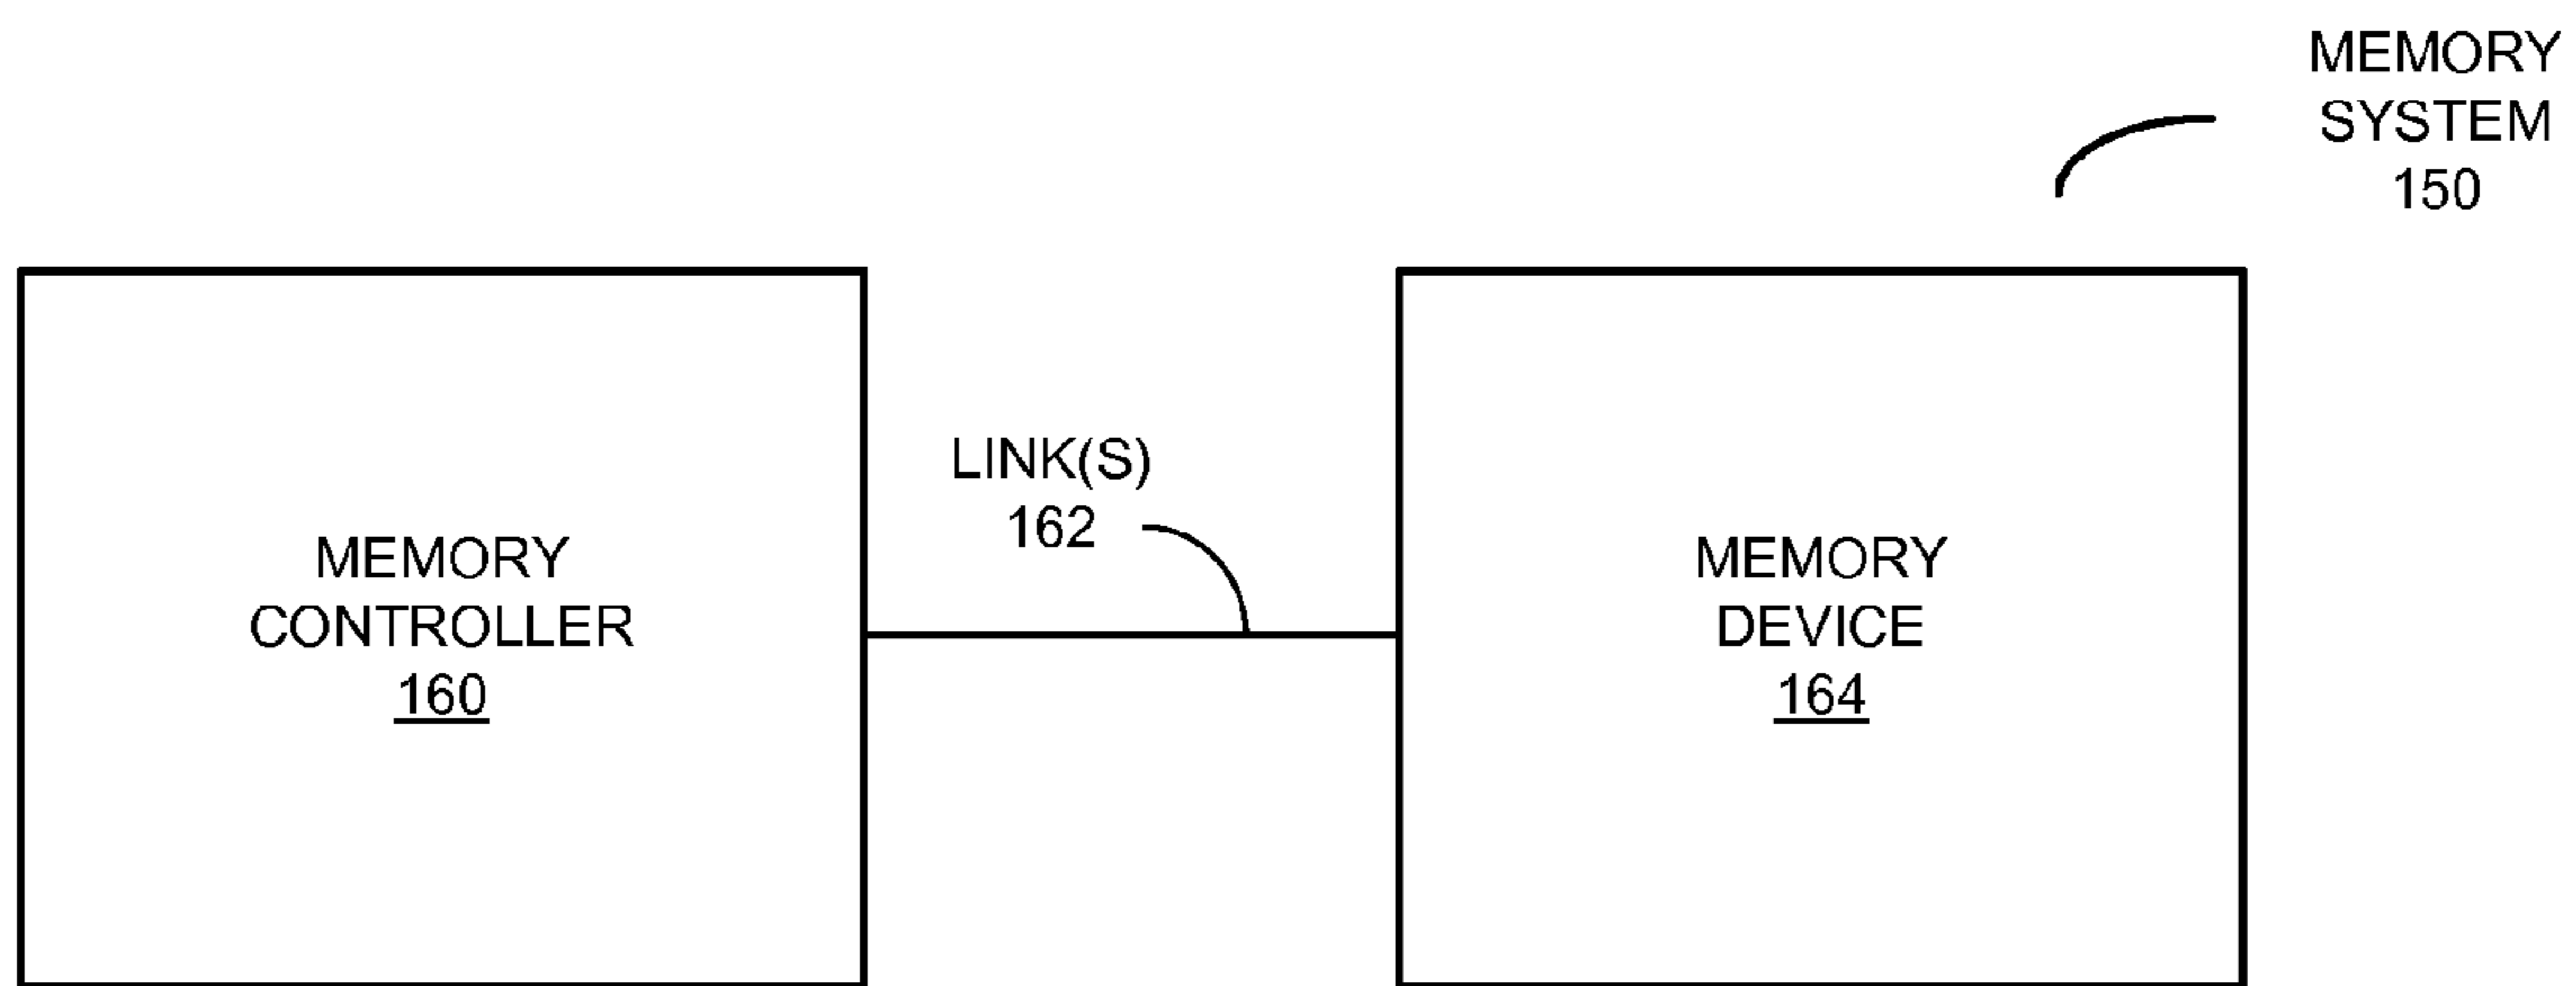 MEMORY
SYSTEM
150
LINK(S)
162
MEMORY
CONTROLLER
160
MEMORY
DEVICE
164